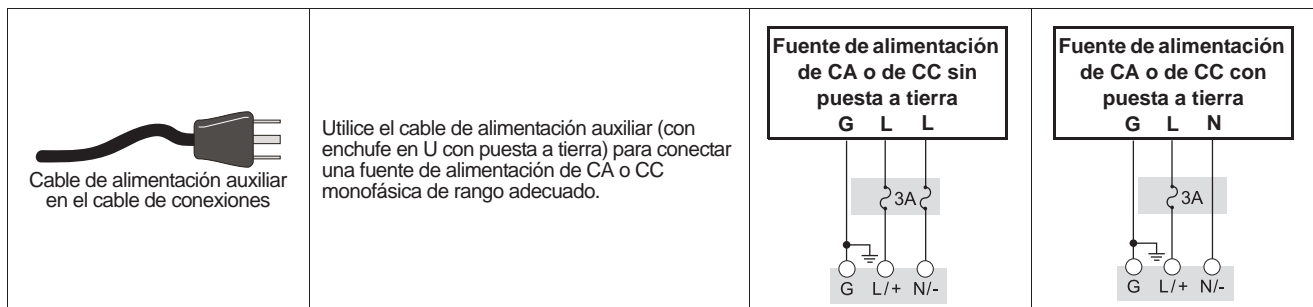 Cable de alimentación auxiliar
en el cable de conexiones
Utilice el cable de alimentación auxiliar (con
enchufe en U con puesta a tierra) para conectar
una fuente de alimentación de CA o CC
monofásica de rango adecuado.
Fuente de alimentación
de CA o de CC sin
puesta a tierra
G L L
3A
G L/+ N/-
Fuente de alimentación
de CA o de CC con
puesta a tierra
G L N
3A
G L/+ N/-